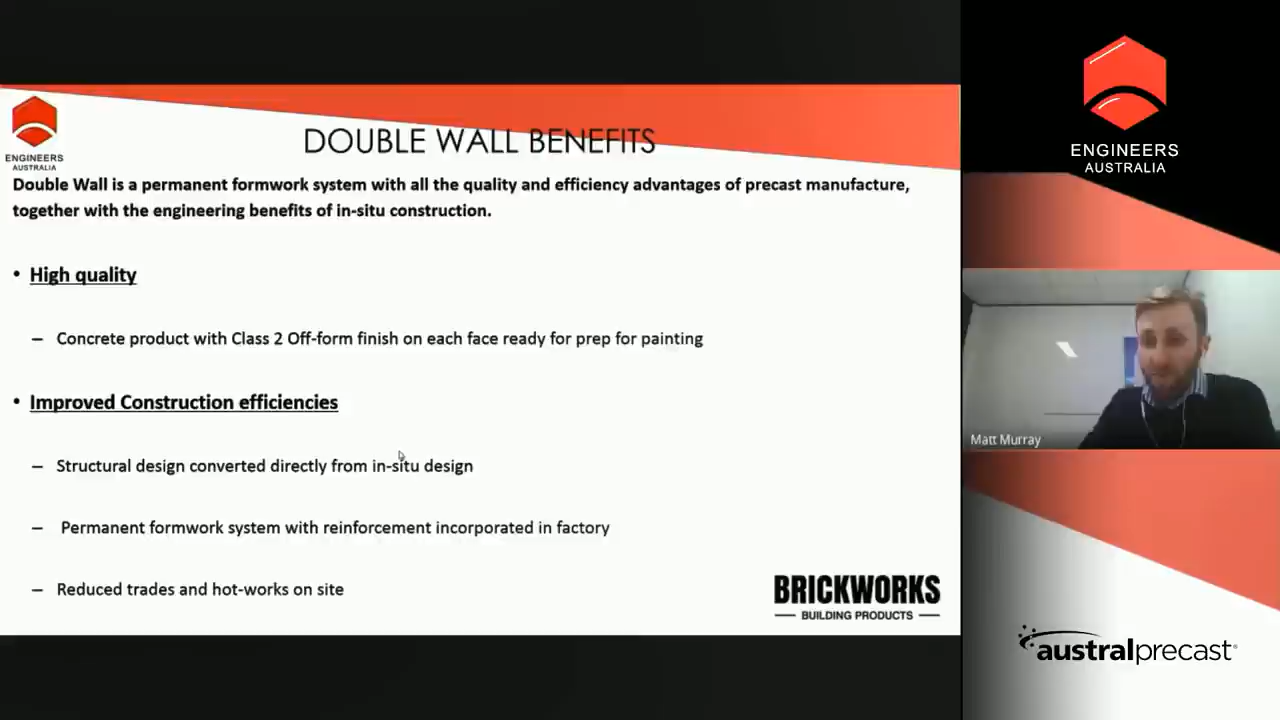 ENGINEERS
AUSTRALIA
DOUBLE WALL BENEFITS
Double Wall is a permanent formwork system with all the quality and efficiency advantages of precast manufacture,
together with the engineering benefits of in-situ construction.
• High quality
– Concrete product with Class 2 Off-form finish on each face ready for prep for painting
• Improved Construction efficiencies
– Structural design converted directly from in-situ design
– Permanent formwork system with reinforcement incorporated in factory
– Reduced trades and hot-works on site
BRICKWORKS
BUILDING PRODUCTS
ENGINEERS
AUSTRALIA
Matt Murray
australprecast®